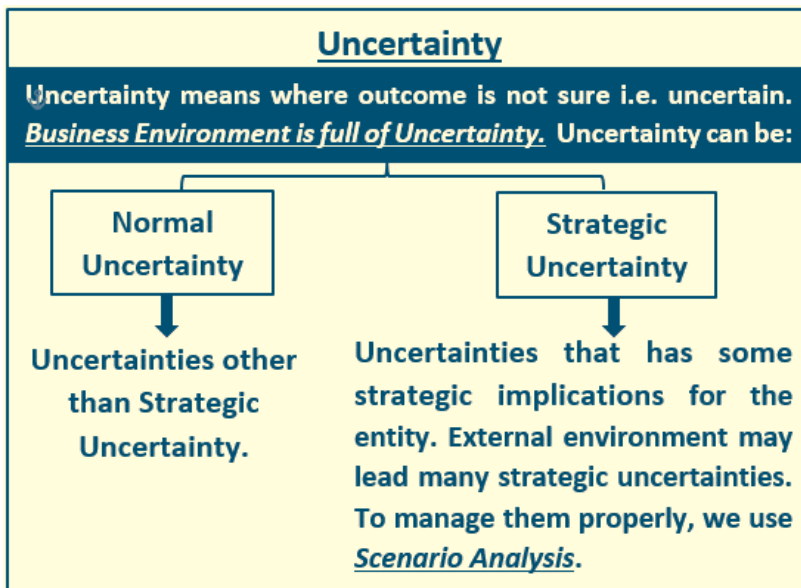 Uncertainty
Uncertainty means where outcome is not sure i.e. uncertain.
Business Environment is full of Uncertainty. Uncertainty can be:
Normal
Uncertainty
Strategic
Uncertainty
Uncertainties other
than Strategic
Uncertainty.
Uncertainties that has some
strategic implications for the
entity. External environment may
lead many strategic uncertainties.
To manage them properly, we use
Scenario Analysis.